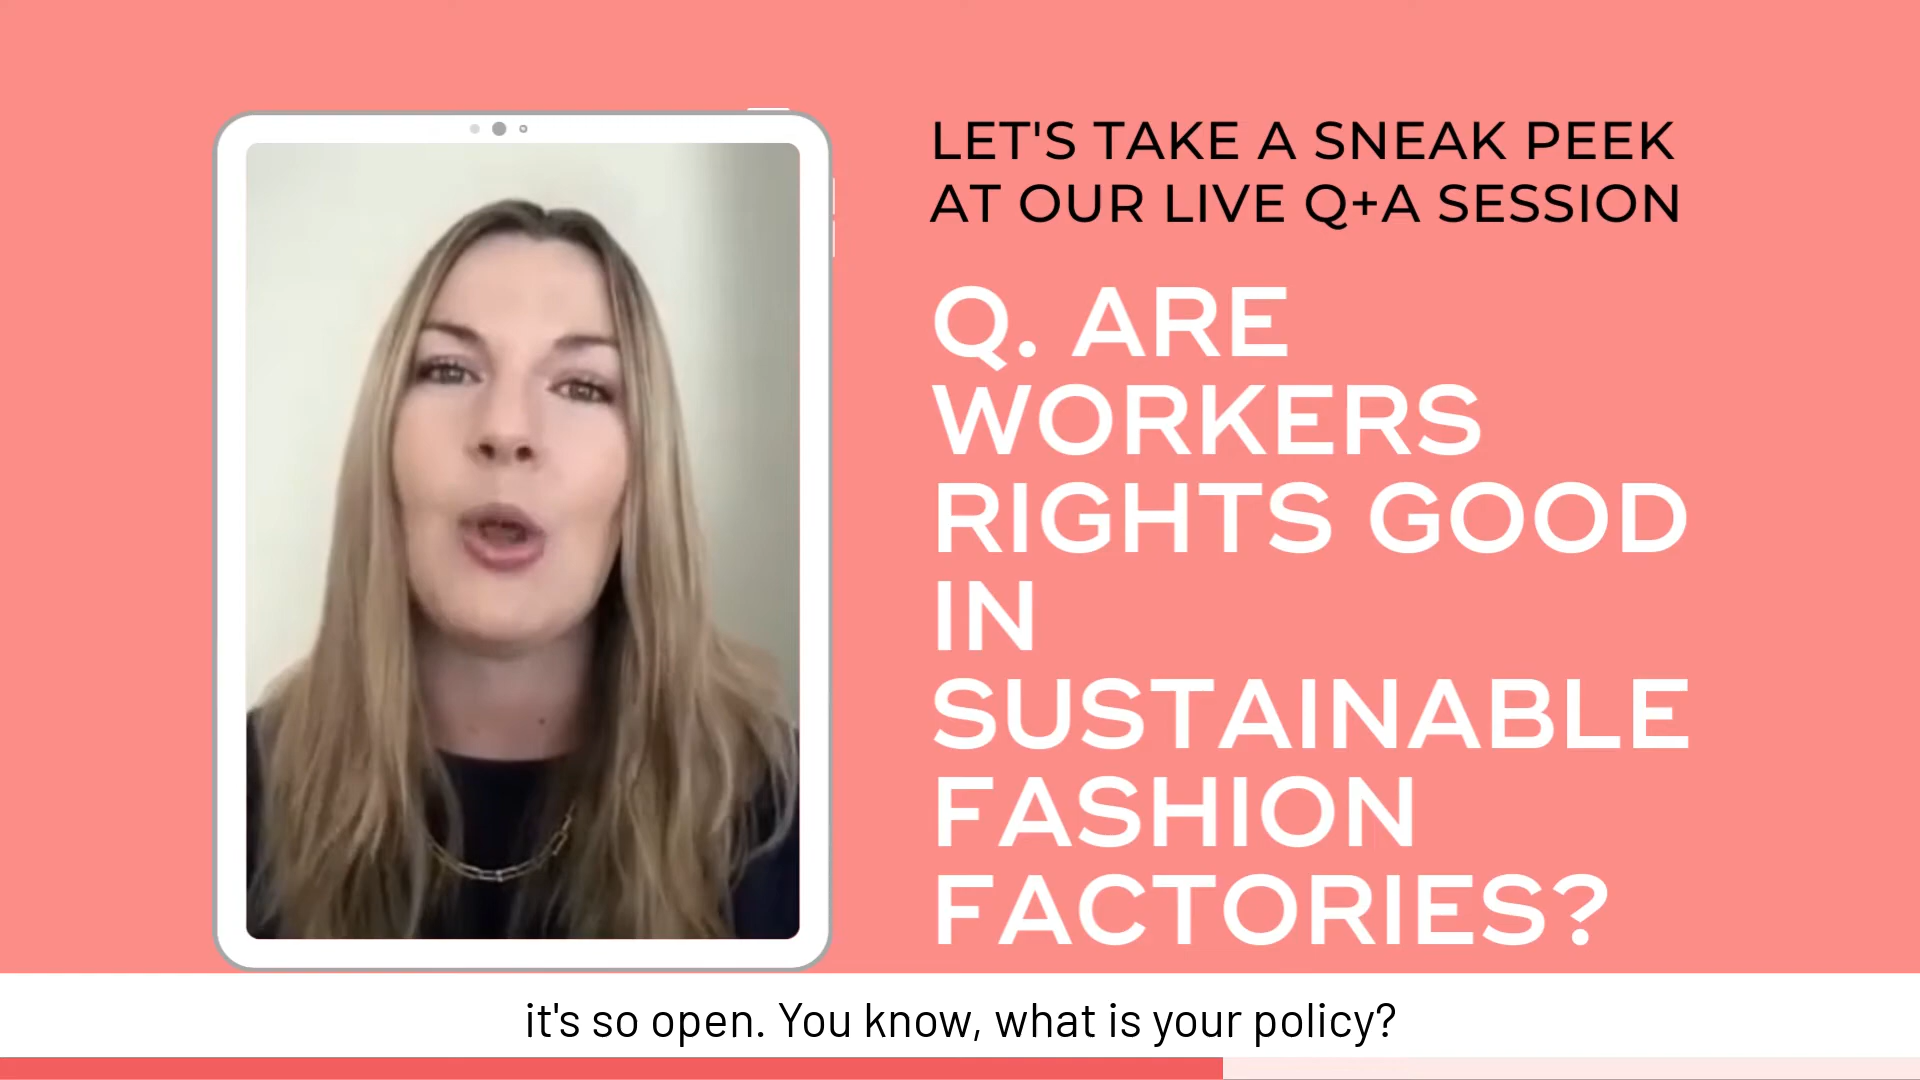 LET'S TAKE A SNEAK PEEK
AT OUR LIVE Q+A SESSION
Q. ARE
WORKERS
RIGHTS GOOD
IN
SUSTAINABLE
FASHION
FACTORIES?
it's so open. You know, what is your policy?